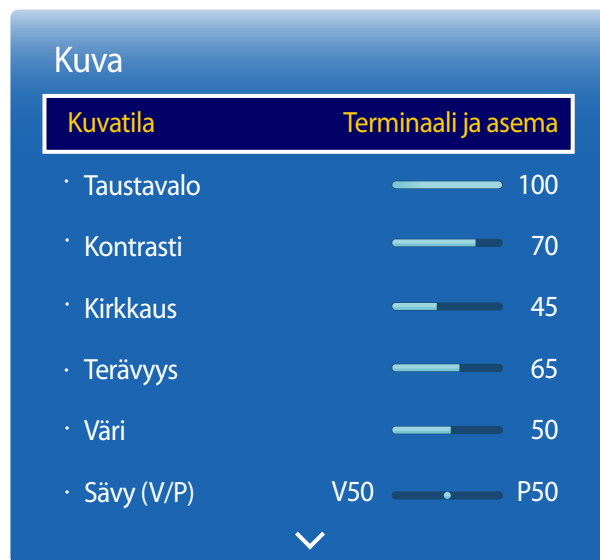 Kuva
Kuvatila Terminaali ja asema
· Taustavalo 100
· Kontrasti 70
· Kirkkaus 45
· Terävyys 65
· Väri 50
· Sävy (V/P) V50 P50